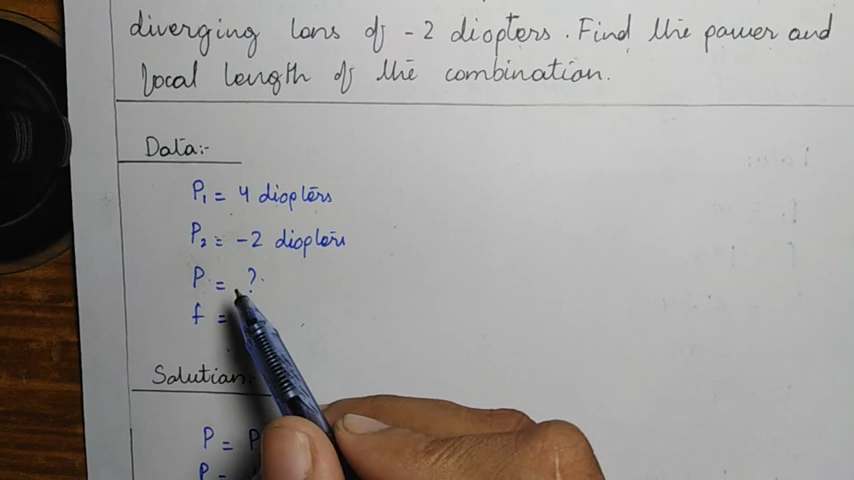 diverging lens of -2 diopters. Find the power and
focal length of the combination.
Data:-
P₁ = 4 diopters
P₂ = -2 diopters
P = ?
f =
Solution:
P = P
P =